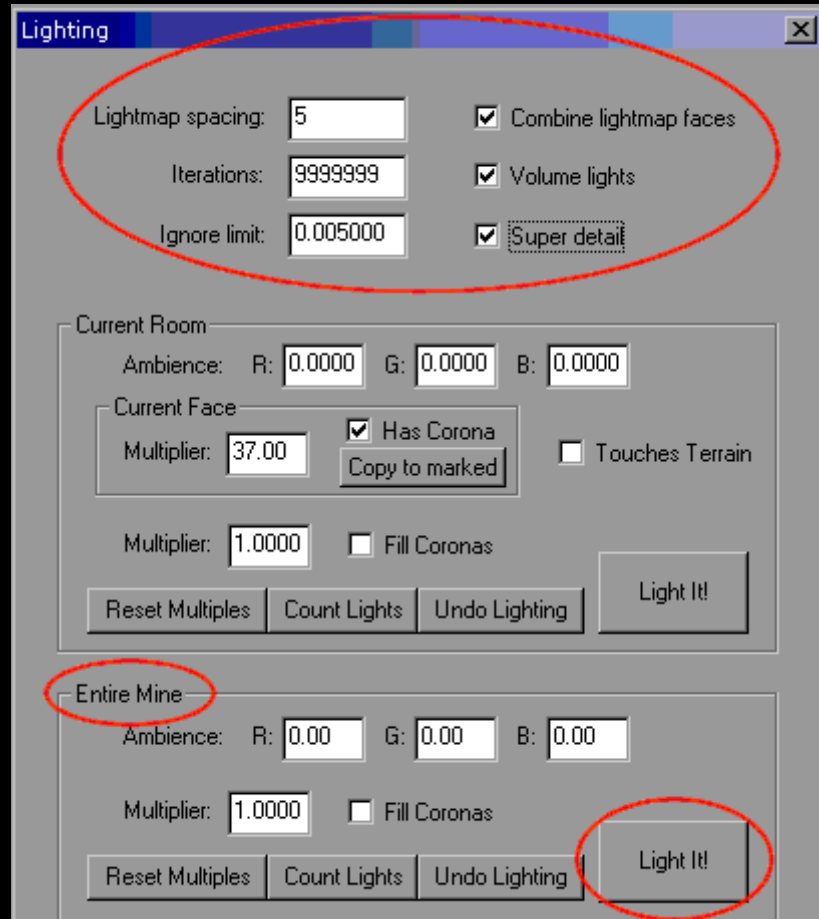 Lighting
Lightmap spacing: 5 Combine lightmap faces
Iterations: 9999999 Volume lights
Ignore limit: 0.005000 Super detail
Current Room
Ambience: R: 0.0000 G: 0.0000 B: 0.0000
Current Face
Multiplier: 37.00 Has Corona
Copy to marked
Touches Terrain
Multiplier: 1.0000 Fill Coronas
Reset Multiples Count Lights Undo Lighting Light It!
Entire Mine
Ambience: R: 0.00 G: 0.00 B: 0.00
Multiplier: 1.0000 Fill Coronas
Reset Multiples Count Lights Undo Lighting Light It!